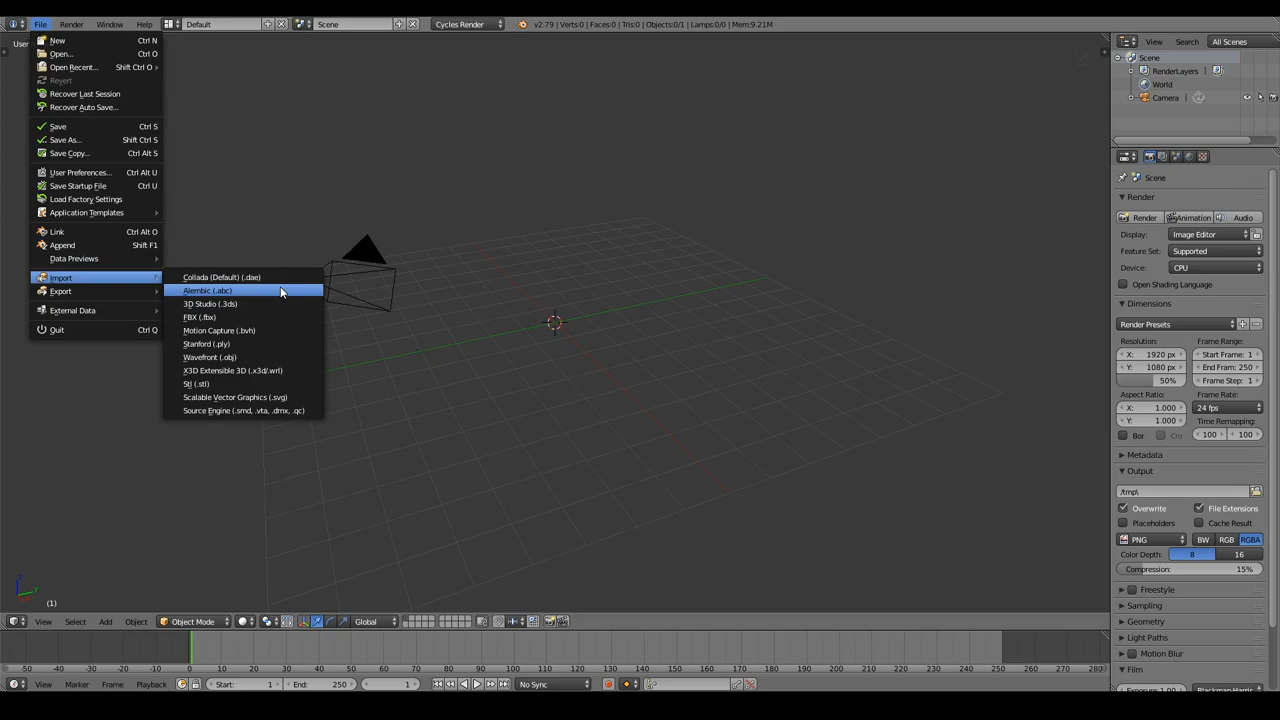 File Render Window Help Default Scene Cycles Render v2.79 | Verts:0 | Faces:0 | Tris:0 | Objects:0/1 | Lamps:0/0 | Mem:9.21M
View Search All Scenes
User
New Ctrl N
Open... Ctrl O
Open Recent... Shift Ctrl O
Revert
Recover Last Session
Recover Auto Save...
Save Ctrl S
Save As... Shift Ctrl S
Save Copy... Ctrl Alt S
User Preferences... Ctrl Alt U
Save Startup File Ctrl U
Load Factory Settings
Application Templates
Link Ctrl Alt O
Append Shift F1
Data Previews
Import
Export
External Data
Quit Ctrl Q
Collada (Default) (.dae)
Alembic (.abc)
3D Studio (.3ds)
FBX (.fbx)
Motion Capture (.bvh)
Stanford (.ply)
Wavefront (.obj)
X3D Extensible 3D (.x3d/.wrl)
Stl (.stl)
Scalable Vector Graphics (.svg)
Source Engine (.smd, .vta, .dmx, .qc)
(1)
Scene
RenderLayers
World
Camera
Scene
Render
Render Animation Audio
Display: Image Editor
Feature Set: Supported
Device: CPU
Open Shading Language
Dimensions
Render Presets
Resolution: Frame Range:
X: 1920 px Start Frame: 1
Y: 1080 px End Fram: 250
50% Frame Step: 1
Aspect Ratio: Frame Rate:
X: 1.000 24 fps
Y: 1.000 Time Remapping:
Bor Cro 100 100
Metadata
Output
/tmp\
Overwrite File Extensions
Placeholders Cache Result
PNG BW RGB RGBA
Color Depth: 8 16
Compression: 15%
Freestyle
Sampling
Geometry
Light Paths
Motion Blur
Film
Exposure: 1.00 Blackman-Harris
View Select Add Object Object Mode Global
-50 -40 -30 -20 -10 0 10 20 30 40 50 60 70 80 90 100 110 120 130 140 150 160 170 180 190 200 210 220 230 240 250 260 270 280
View Marker Frame Playback Start: 1 End: 250 1 No Sync